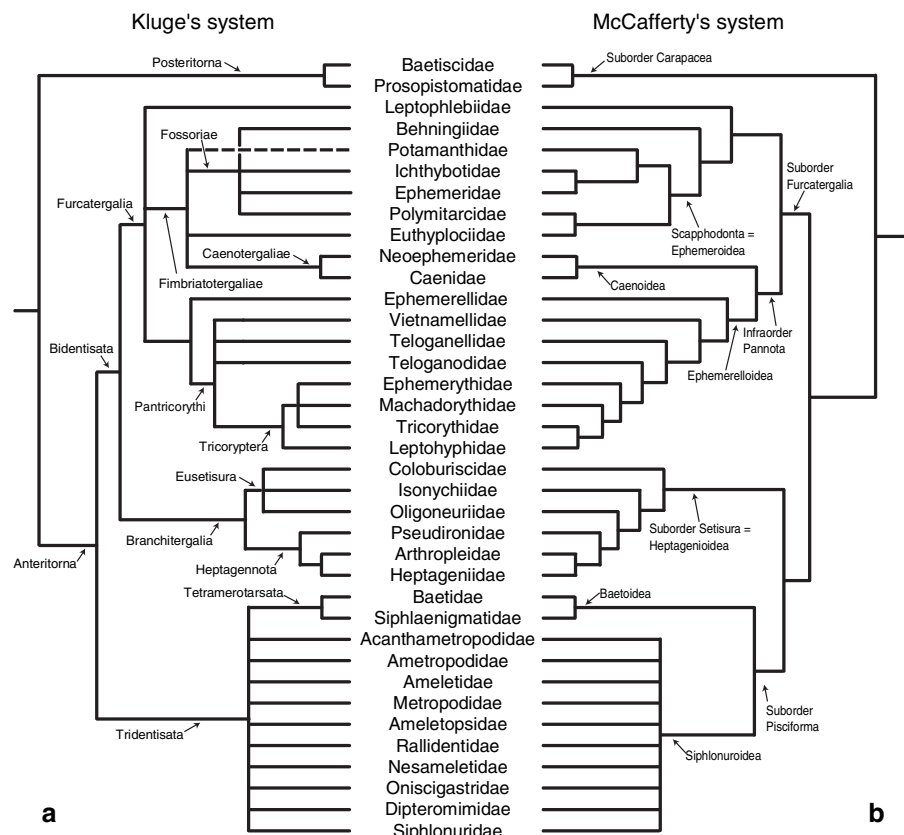 Kluge's system
McCafferty's system
Posteritorna
Baetiscidae
Suborder Carapacea
Prosopistomatidae
Leptophlebiidae
Behningiidae
Fossoriae
Potamanthidae
Ichthybotidae
Suborder
Furcatergalia
Ephemeridae
Furcatergalia
Polymitarcidae
Euthyplociidae
Scapphodonta =
Ephemeroidea
Caenotergaliae
Neoephemeridae
Caenidae
Caenoidea
Fimbriatotergaliae
Ephemerellidae
Vietnamellidae
Infraorder
Pannota
Bidentisata
Teloganellidae
Teloganodidae
Ephemerelloidea
Ephemerythidae
Pantricorythi
Machadorythidae
Tricorythidae
Tricoryptera
Leptohyphidae
Coloburiscidae
Eusetisura
Isonychiidae
Oligoneuriidae
Suborder Setisura =
Heptagenioidea
Branchitergalia
Pseudironidae
Arthropleidae
Anteritorna
Heptagennota
Heptageniidae
Tetramerotarsata
Baetidae
Baetoidea
Siphlaenigmatidae
Acanthametropodidae
Ametropodidae
Ameletidae
Metropodidae
Suborder
Pisciforma
Ameletopsidae
Tridentisata
Rallidentidae
Siphlonuroidea
Nesameletidae
Oniscigastridae
Dipteromimidae
Siphlonuridae
a
b